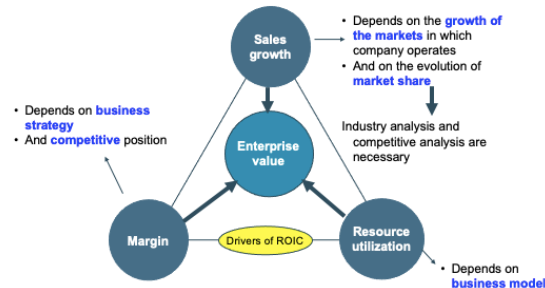 Sales
growth
• Depends on the growth of
the markets in which
company operates
• And on the evolution of
market share
Industry analysis and
competitive analysis are
necessary
• Depends on business
strategy
• And competitive position
Enterprise
value
Margin
Drivers of ROIC
Resource
utilization
• Depends on
business model